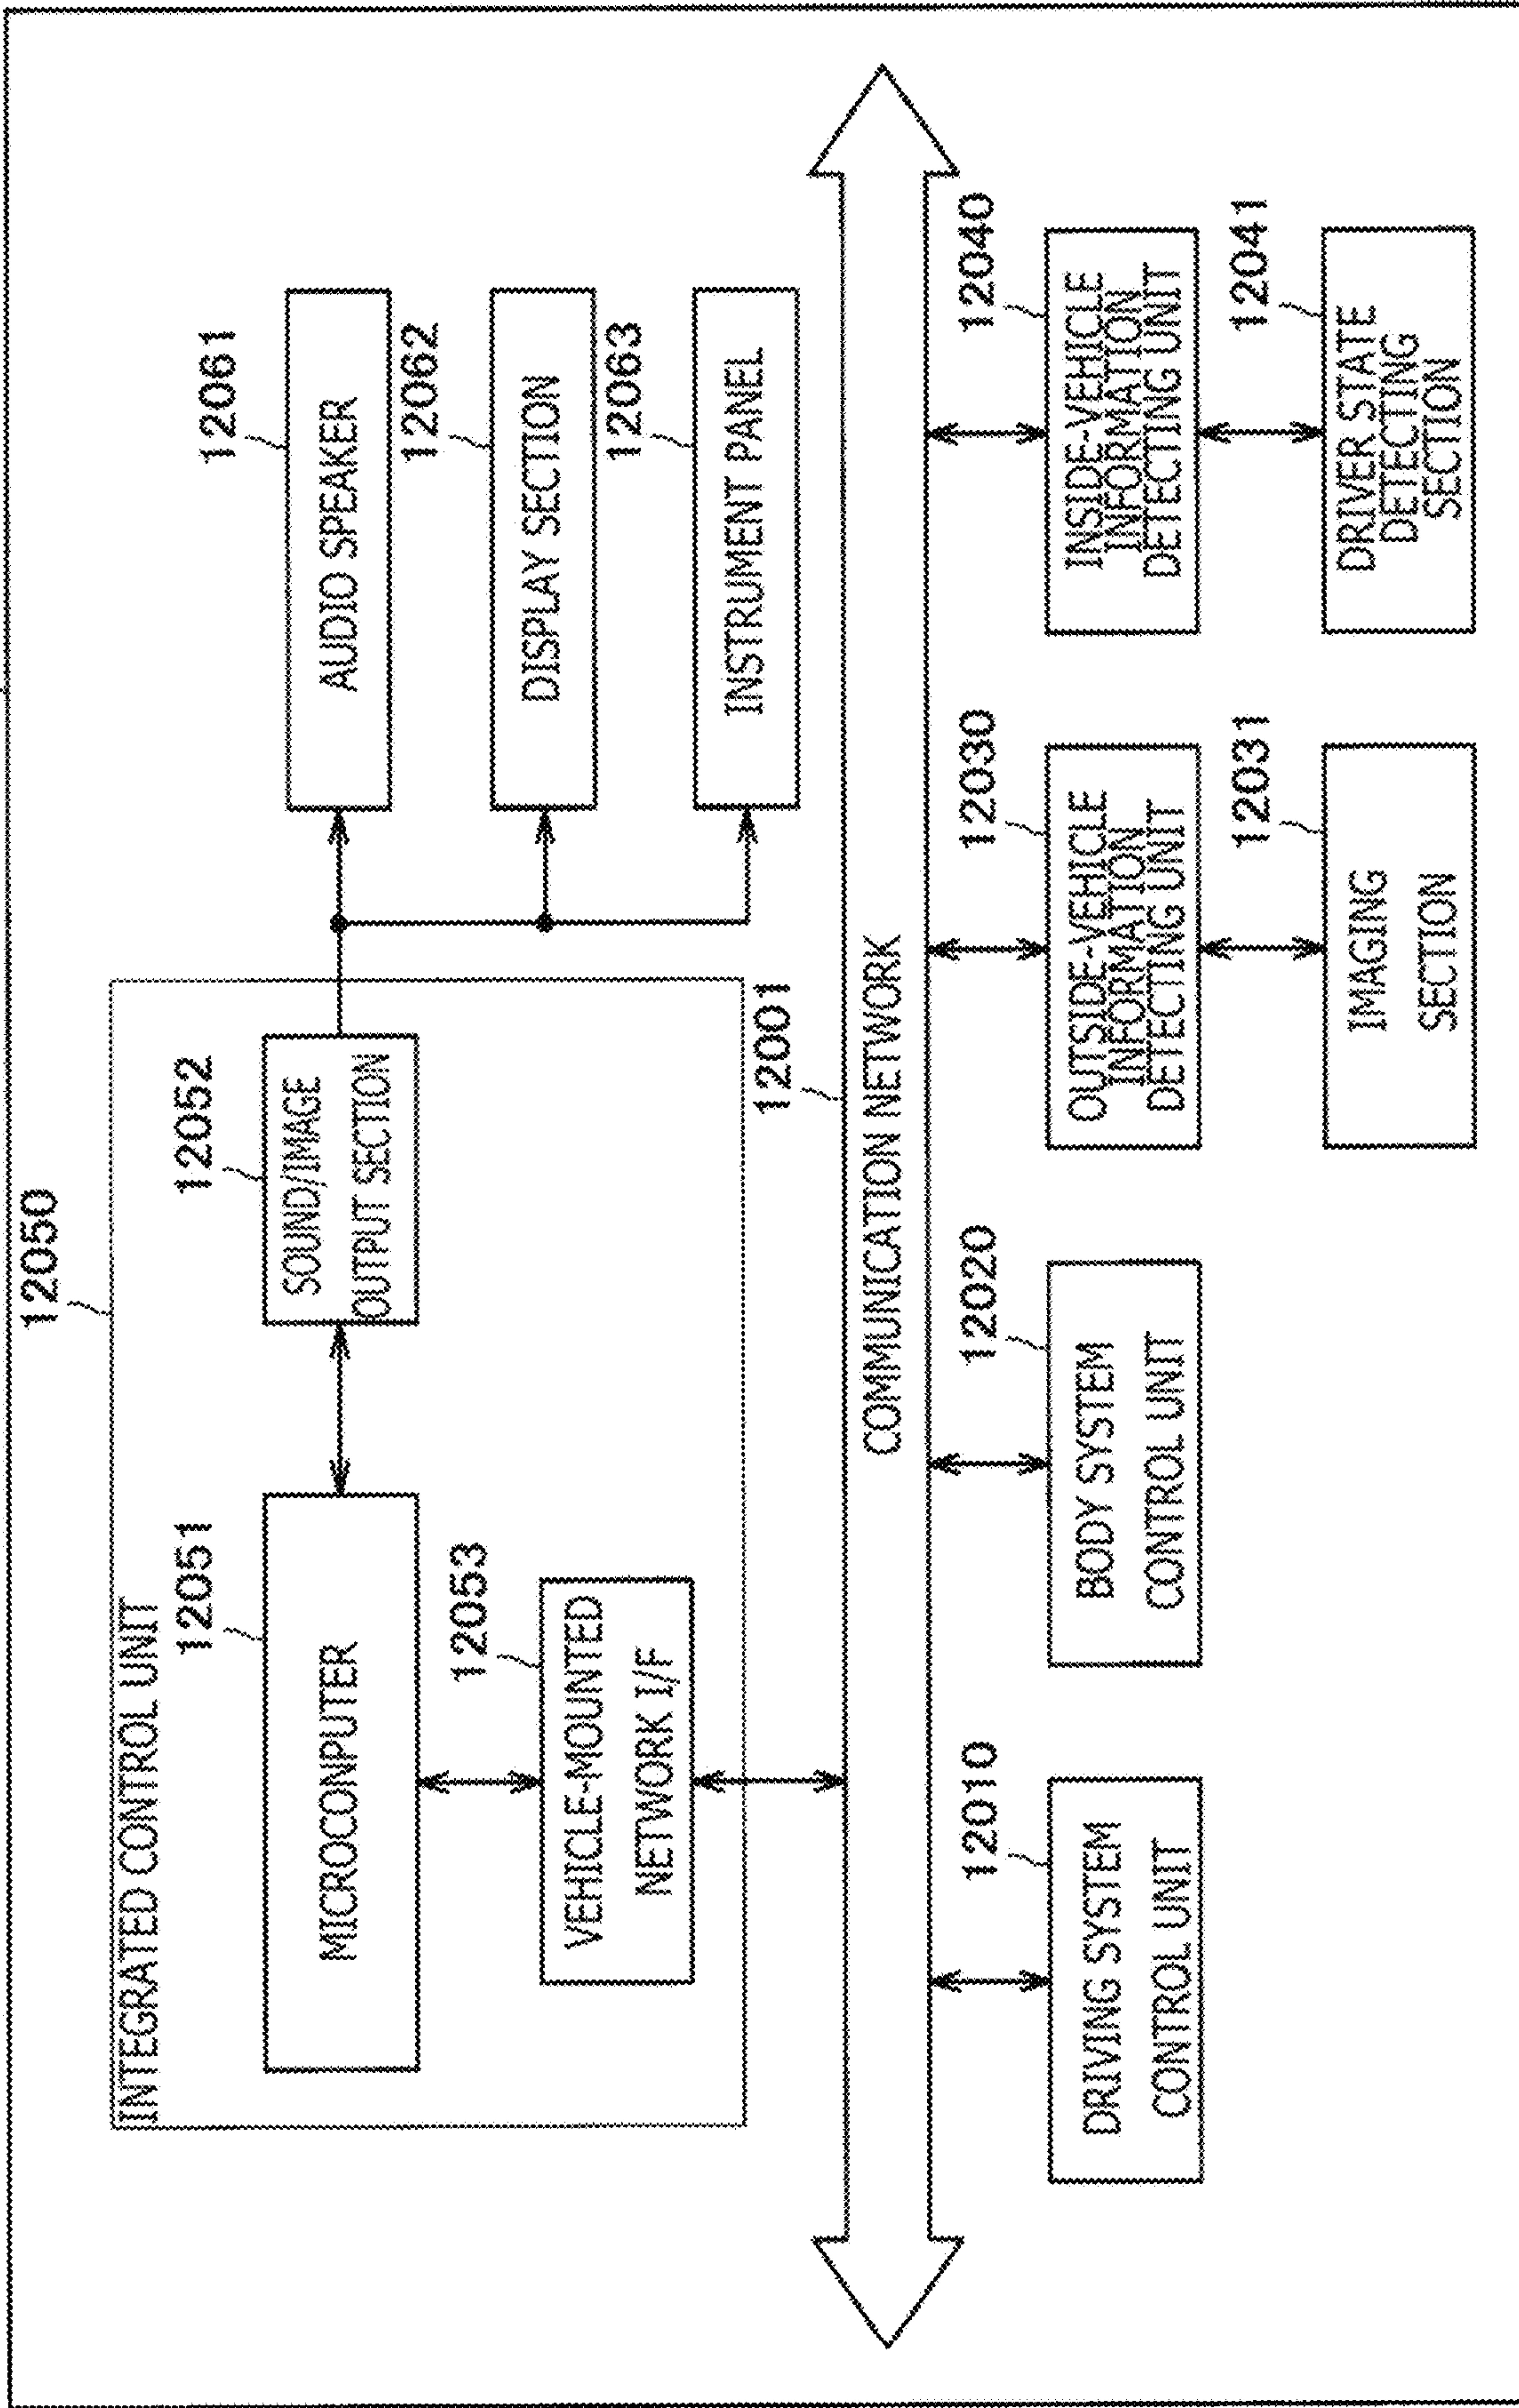 12050
INTEGRATED CONTROL UNIT
12051
MICROCONPUTER
12052
SOUND/IMAGE
OUTPUT SECTION
12053
VEHICLE-MOUNTED
NETWORK I/F
12061
AUDIO SPEAKER
12062
DISPLAY SECTION
12063
INSTRUMENT PANEL
12001
COMMUNICATION NETWORK
12010
DRIVING SYSTEM
CONTROL UNIT
12020
BODY SYSTEM
CONTROL UNIT
12030
OUTSIDE-VEHICLE
INFORMATION
DETECTING UNIT
12031
IMAGING
SECTION
12040
INSIDE-VEHICLE
INFORMATION
DETECTING UNIT
12041
DRIVER STATE
DETECTING
SECTION